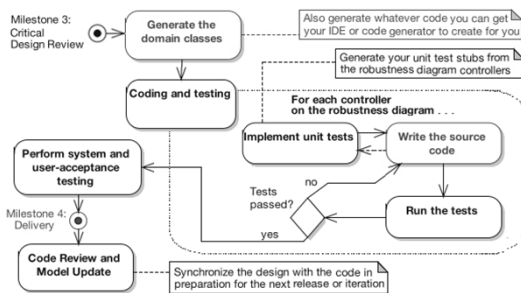 Milestone 3:
Critical
Design Review
Generate the
domain classes
Also generate whatever code you can get
your IDE or code generator to create for you
Generate your unit test stubs from
the robustness diagram controllers
Coding and testing
For each controller
on the robustness diagram . . .
Implement unit tests
Write the source
code
Perform system and
user-acceptance
testing
Tests
passed?
no
yes
Run the tests
Milestone 4:
Delivery
Code Review and
Model Update
Synchronize the design with the code in
preparation for the next release or iteration